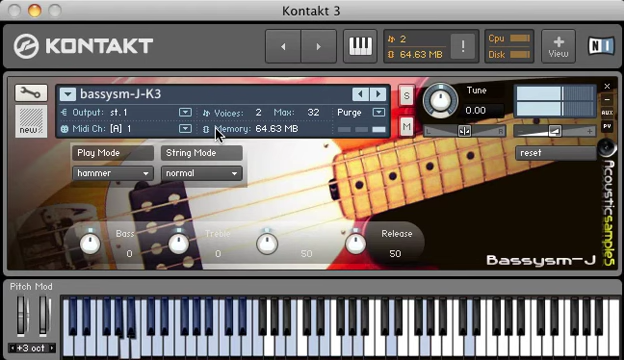 Kontakt 3
KONTAKT
2
64.63 MB
!
Cpu
Disk
+
View
N I
bassysm-J-K3
Output: st. 1
Voices: 2 Max: 32 Purge
Midi Ch: [A] 1
Memory: 64.63 MB
new
S
M
Tune
0.00
L R
reset
AUX
PV
Play Mode
String Mode
hammer
normal
Bass
0
Treble
0
50
Release
50
Acousticsamples
Bassysm-J
Pitch Mod
+3 oct